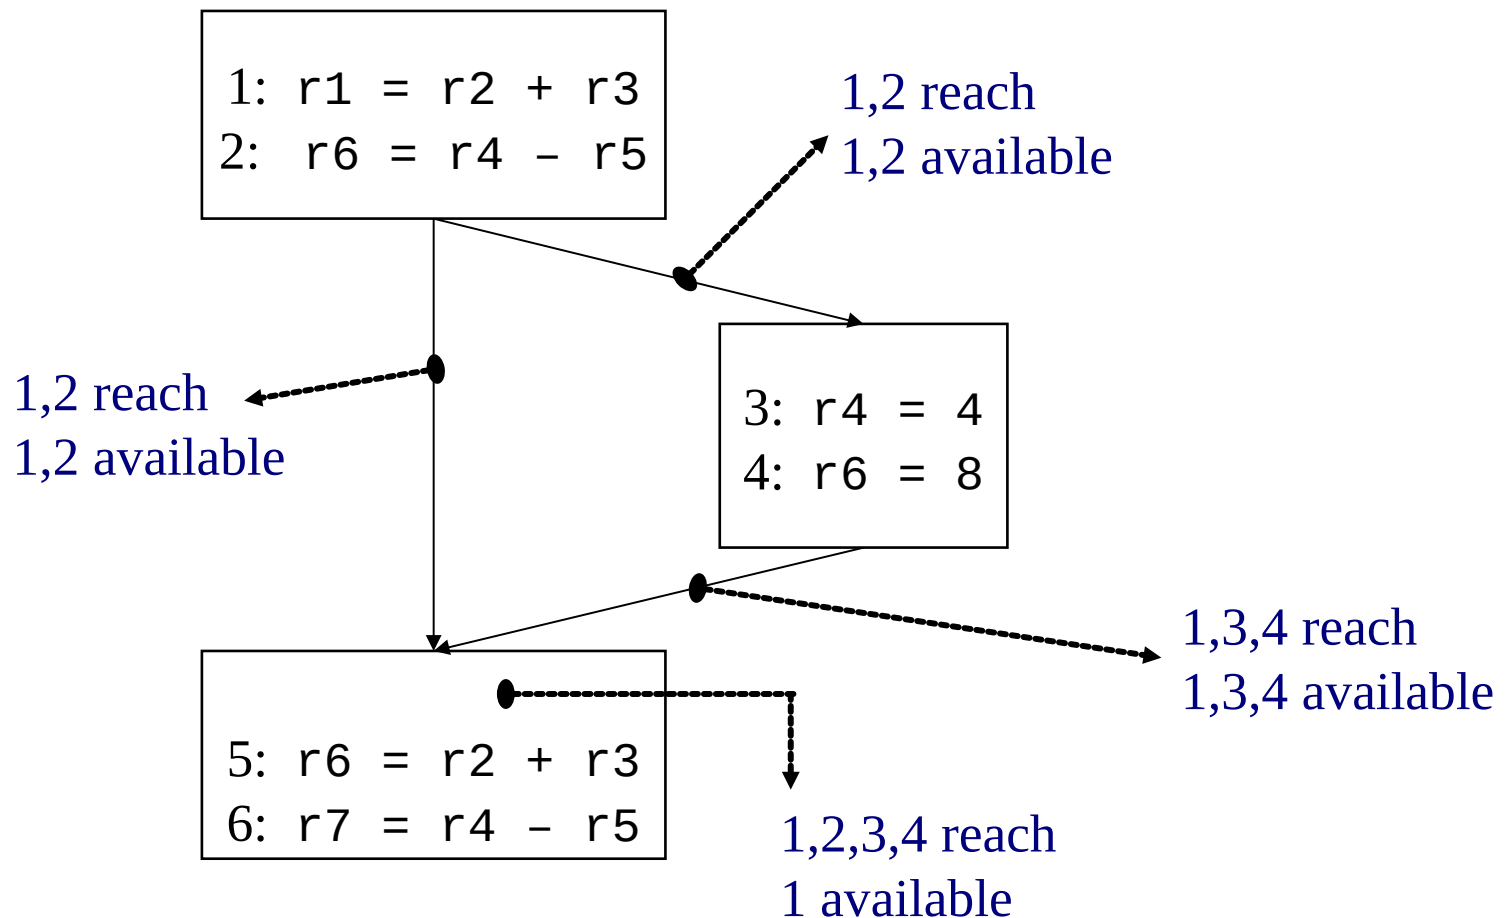 1: r1 = r2 + r3
2: r6 = r4 – r5
1,2 reach
1,2 available
1,2 reach
1,2 available
3: r4 = 4
4: r6 = 8
1,3,4 reach
1,3,4 available
5: r6 = r2 + r3
6: r7 = r4 – r5
1,2,3,4 reach
1 available